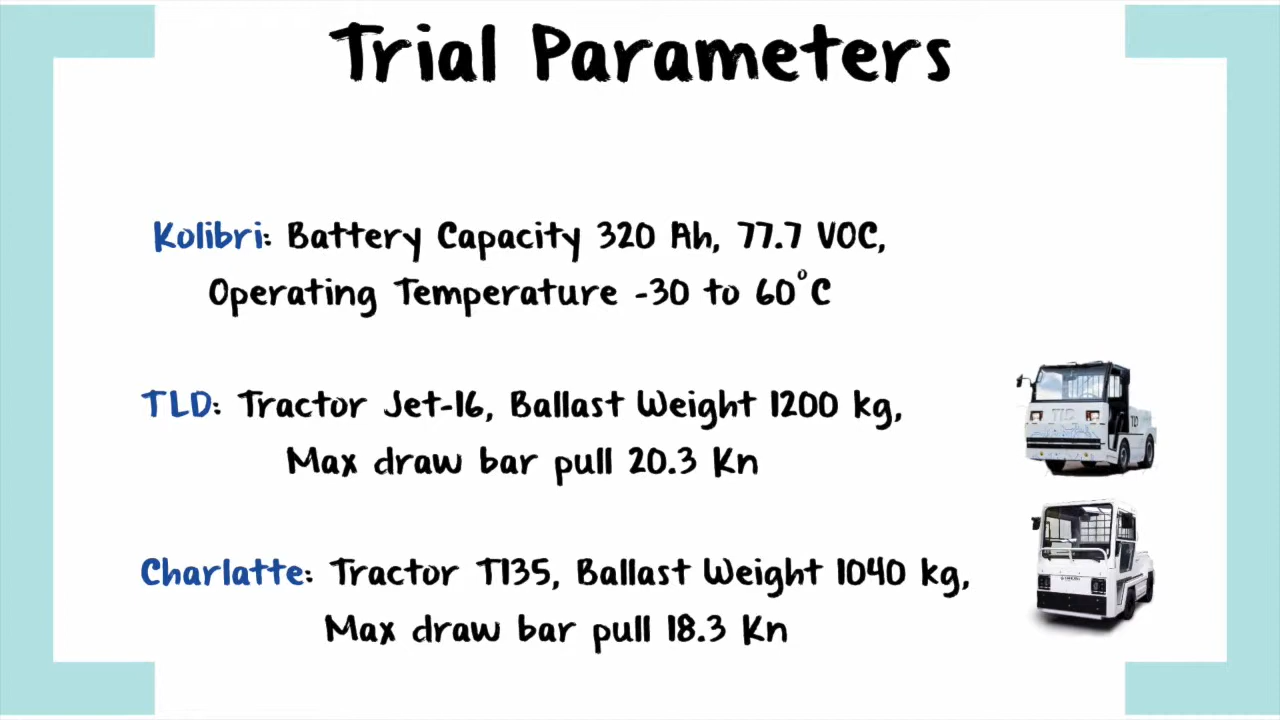 Trial Parameters
Kolibri: Battery Capacity 320 Ah, 77.7 VOC,
Operating Temperature -30 to 60°C
TLD: Tractor Jet-16, Ballast Weight 1200 kg,
Max draw bar pull 20.3 Kn
TLD
TLD
Charlatte: Tractor T135, Ballast Weight 1040 kg,
Max draw bar pull 18.3 Kn